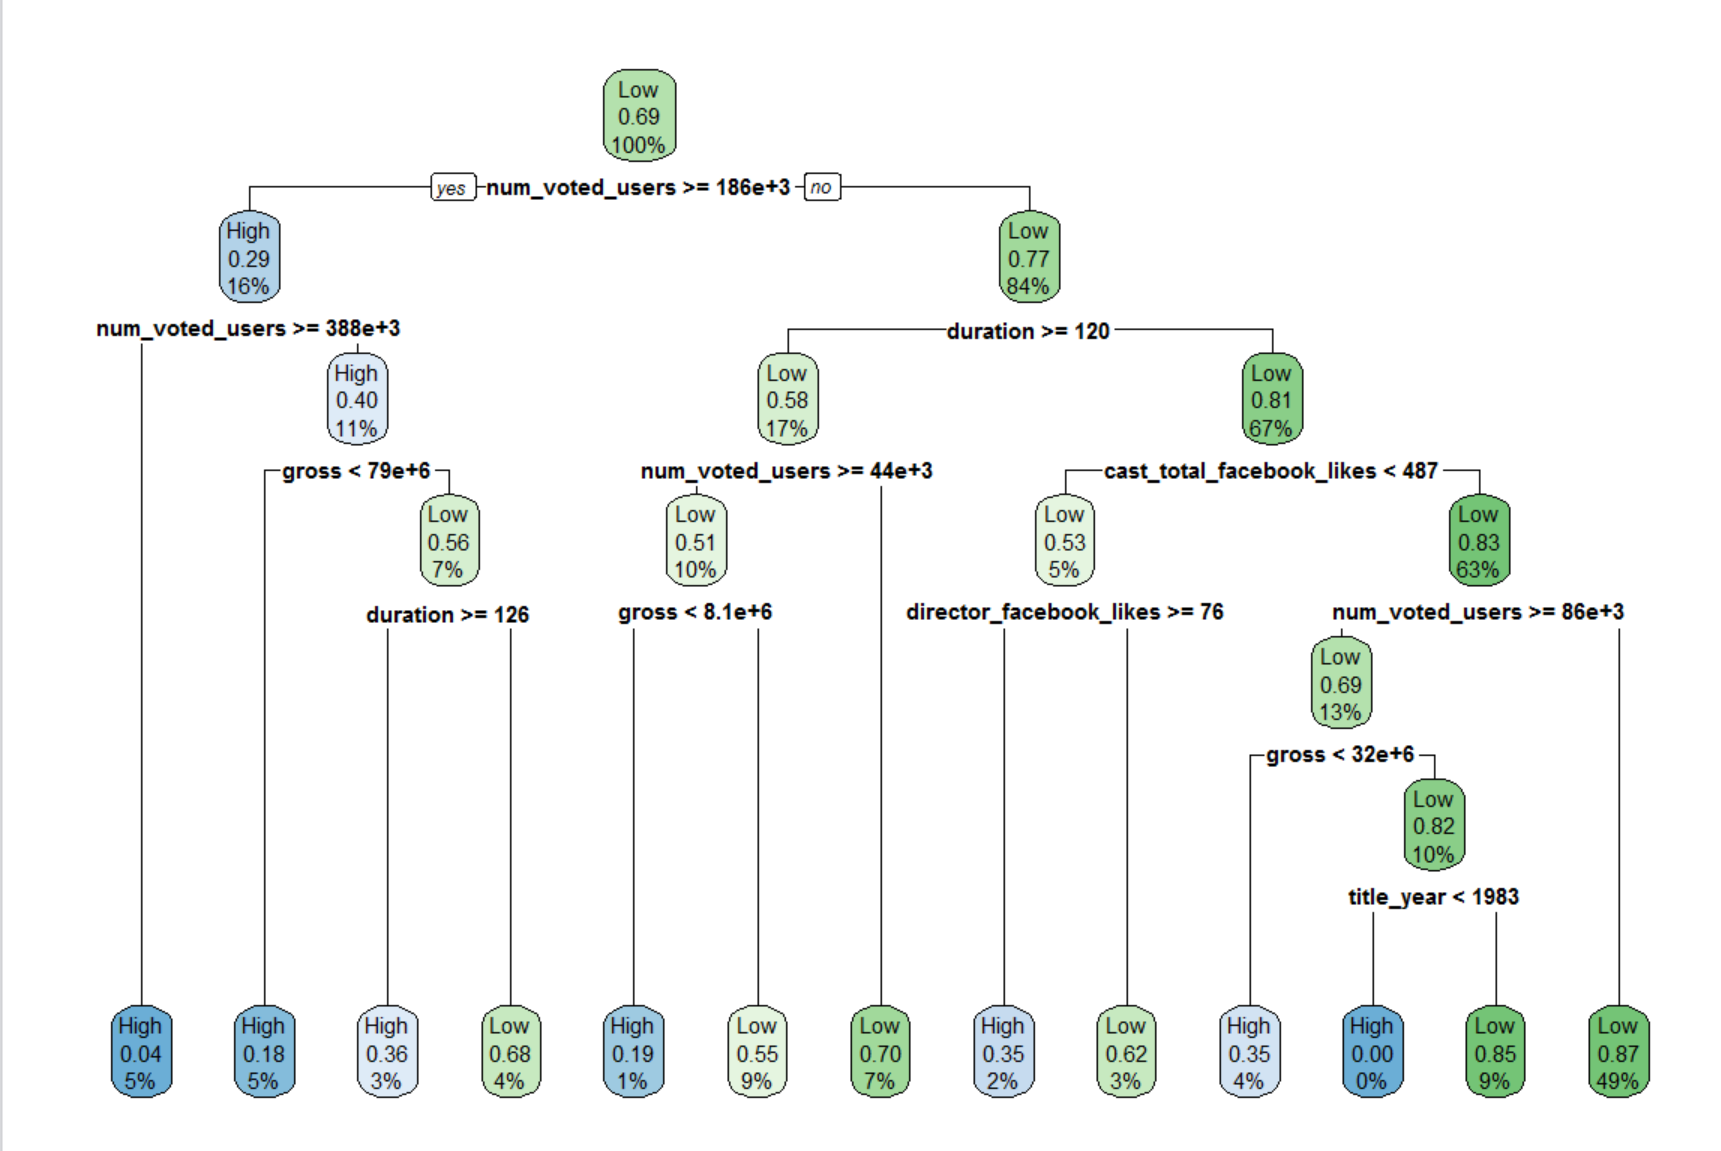 Low
0.69
100%
yes num_voted_users >= 186e+3 no
High
0.29
16%
Low
0.77
84%
num_voted_users >= 388e+3
duration >= 120
High
0.40
11%
Low
0.58
17%
Low
0.81
67%
gross < 79e+6
num_voted_users >= 44e+3
cast_total_facebook_likes < 487
Low
0.56
7%
Low
0.51
10%
Low
0.53
5%
Low
0.83
63%
duration >= 126
gross < 8.1e+6
director_facebook_likes >= 76
num_voted_users >= 86e+3
Low
0.69
13%
gross < 32e+6
Low
0.82
10%
title_year < 1983
High
0.04
5%
High
0.18
5%
High
0.36
3%
Low
0.68
4%
High
0.19
1%
Low
0.55
9%
Low
0.70
7%
High
0.35
2%
Low
0.62
3%
High
0.35
4%
High
0.00
0%
Low
0.85
9%
Low
0.87
49%